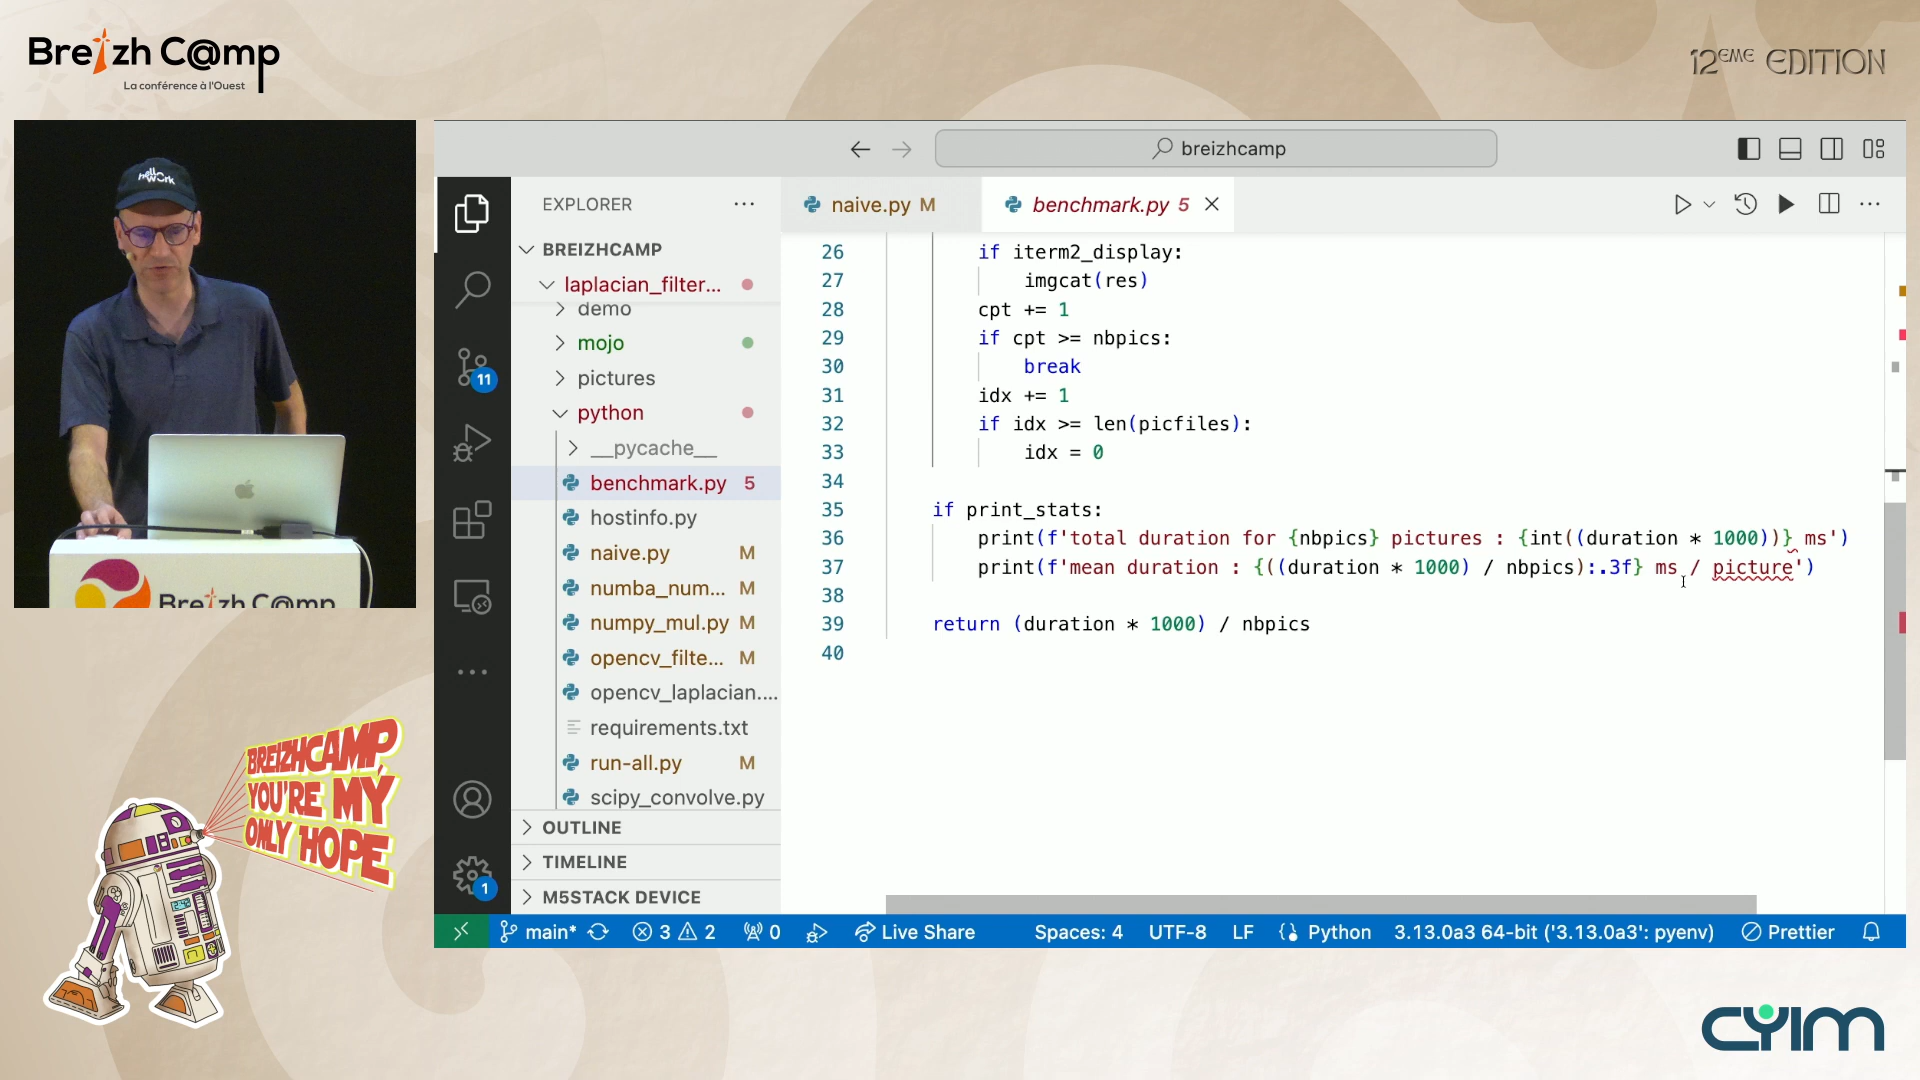 Breizh C@mp
La conférence à l'Ouest
12ÈME EDITION
hello
work
Breizh C@mp
BREIZHCAMP,
YOU'RE MY
ONLY HOPE
breizhcamp
EXPLORER
naive.py M
benchmark.py 5
BREIZHCAMP
laplacian_filter...
demo
mojo
pictures
python
__pycache__
benchmark.py 5
hostinfo.py
naive.py M
numba_num... M
numpy_mul.py M
opencv_filte... M
opencv_laplacian....
requirements.txt
run-all.py M
scipy_convolve.py
OUTLINE
TIMELINE
M5STACK DEVICE
11
1
26 if iterm2_display:
27 imgcat(res)
28 cpt += 1
29 if cpt >= nbpics:
30 break
31 idx += 1
32 if idx >= len(picfiles):
33 idx = 0
34
35 if print_stats:
36 print(f'total duration for {nbpics} pictures : {int((duration * 1000))} ms')
37 print(f'mean duration : {((duration * 1000) / nbpics):.3f} ms / picture')
38
39 return (duration * 1000) / nbpics
40
main* 3 2 0 Live Share Spaces: 4 UTF-8 LF Python 3.13.0a3 64-bit ('3.13.0a3': pyenv) Prettier
CYIM